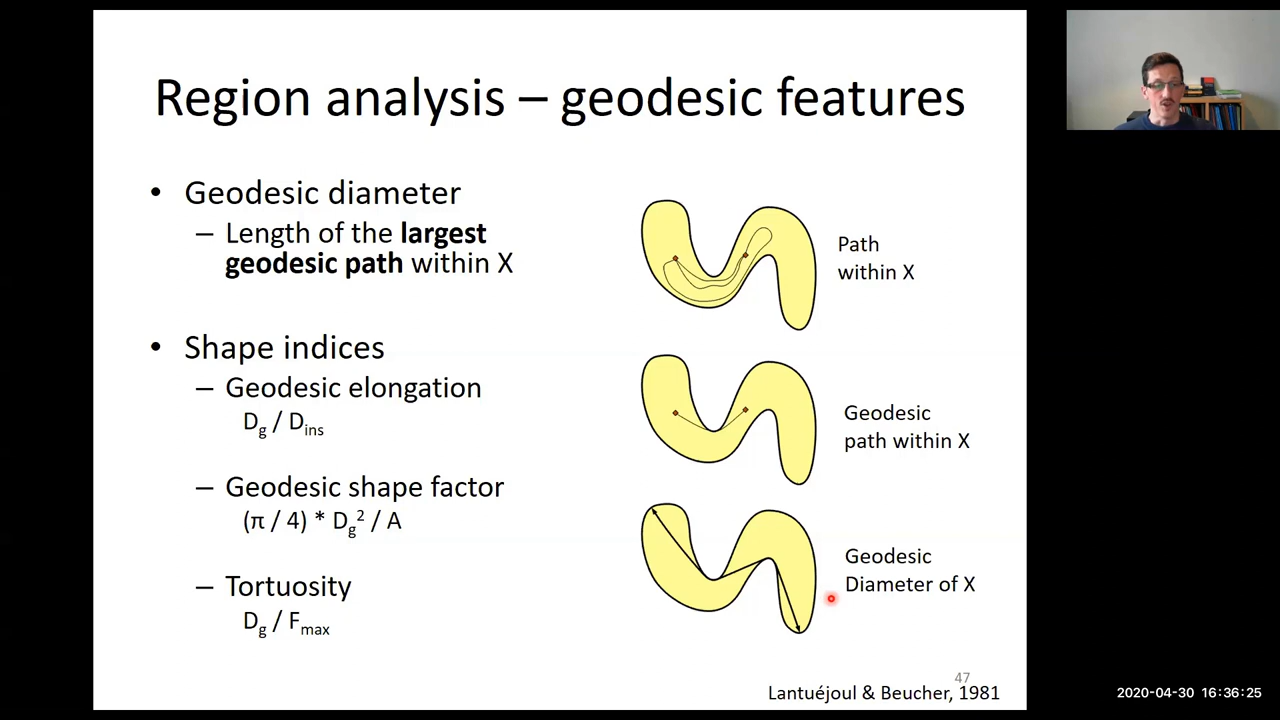 Region analysis – geodesic features
• Geodesic diameter
– Length of the largest
geodesic path within X
• Shape indices
– Geodesic elongation
Dg / Dins
– Geodesic shape factor
(π / 4) * Dg² / A
– Tortuosity
Dg / Fmax
Path
within X
Geodesic
path within X
Geodesic
Diameter of X
47
Lantuéjoul & Beucher, 1981
2020-04-30 16:36:25